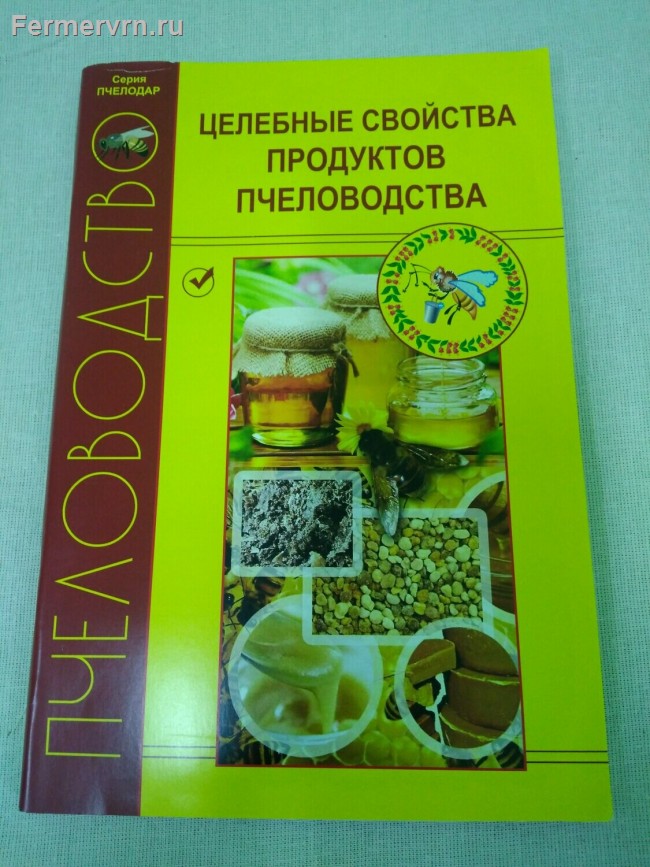 Fermervrn.ru
Серия
ПЧЕЛОДАР
ПЧЕЛОВОДСТВО
ЦЕЛЕБНЫЕ СВОЙСТВА
ПРОДУКТОВ
ПЧЕЛОВОДСТВА